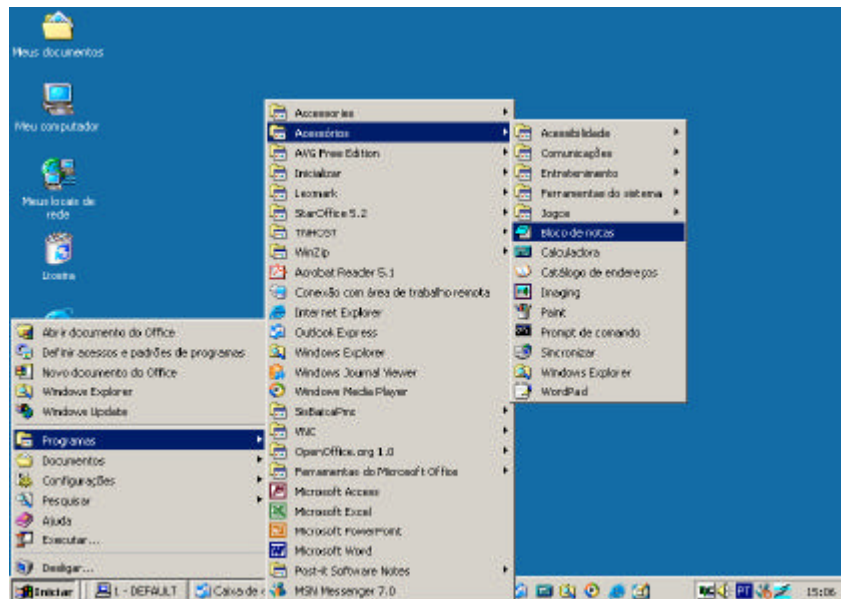 Meus documentos
Meu computador
Meus locais de
rede
Lixeira
Abrir documento do Office
Definir acessos e padrões de programas
Novo documento do Office
Windows Explorer
Windows Update
Programas
Documentos
Configurações
Pesquisar
Ajuda
Executar...
Desligar...
Accessories
Acessórios
AVG Free Edition
Inicializar
Lexmark
StarOffice 5.2
TNHOST
WinZip
Acrobat Reader 5.1
Conexão com área de trabalho remota
Internet Explorer
Outlook Express
Windows Explorer
Windows Journal Viewer
Windows Media Player
VNC
OpenOffice.org 1.0
Ferramentas do Microsoft Office
Microsoft Access
Microsoft Excel
Microsoft PowerPoint
Microsoft Word
Post-it Software Notes
MSN Messenger 7.0
Acessibilidade
Comunicações
Entretenimento
Ferramentas do sistema
Jogos
Bloco de notas
Calculadora
Catálogo de endereços
Imaging
Paint
Prompt de comando
Sincronizar
Windows Explorer
WordPad
Iniciar
- DEFAULT
Caixa de
PT
15:06